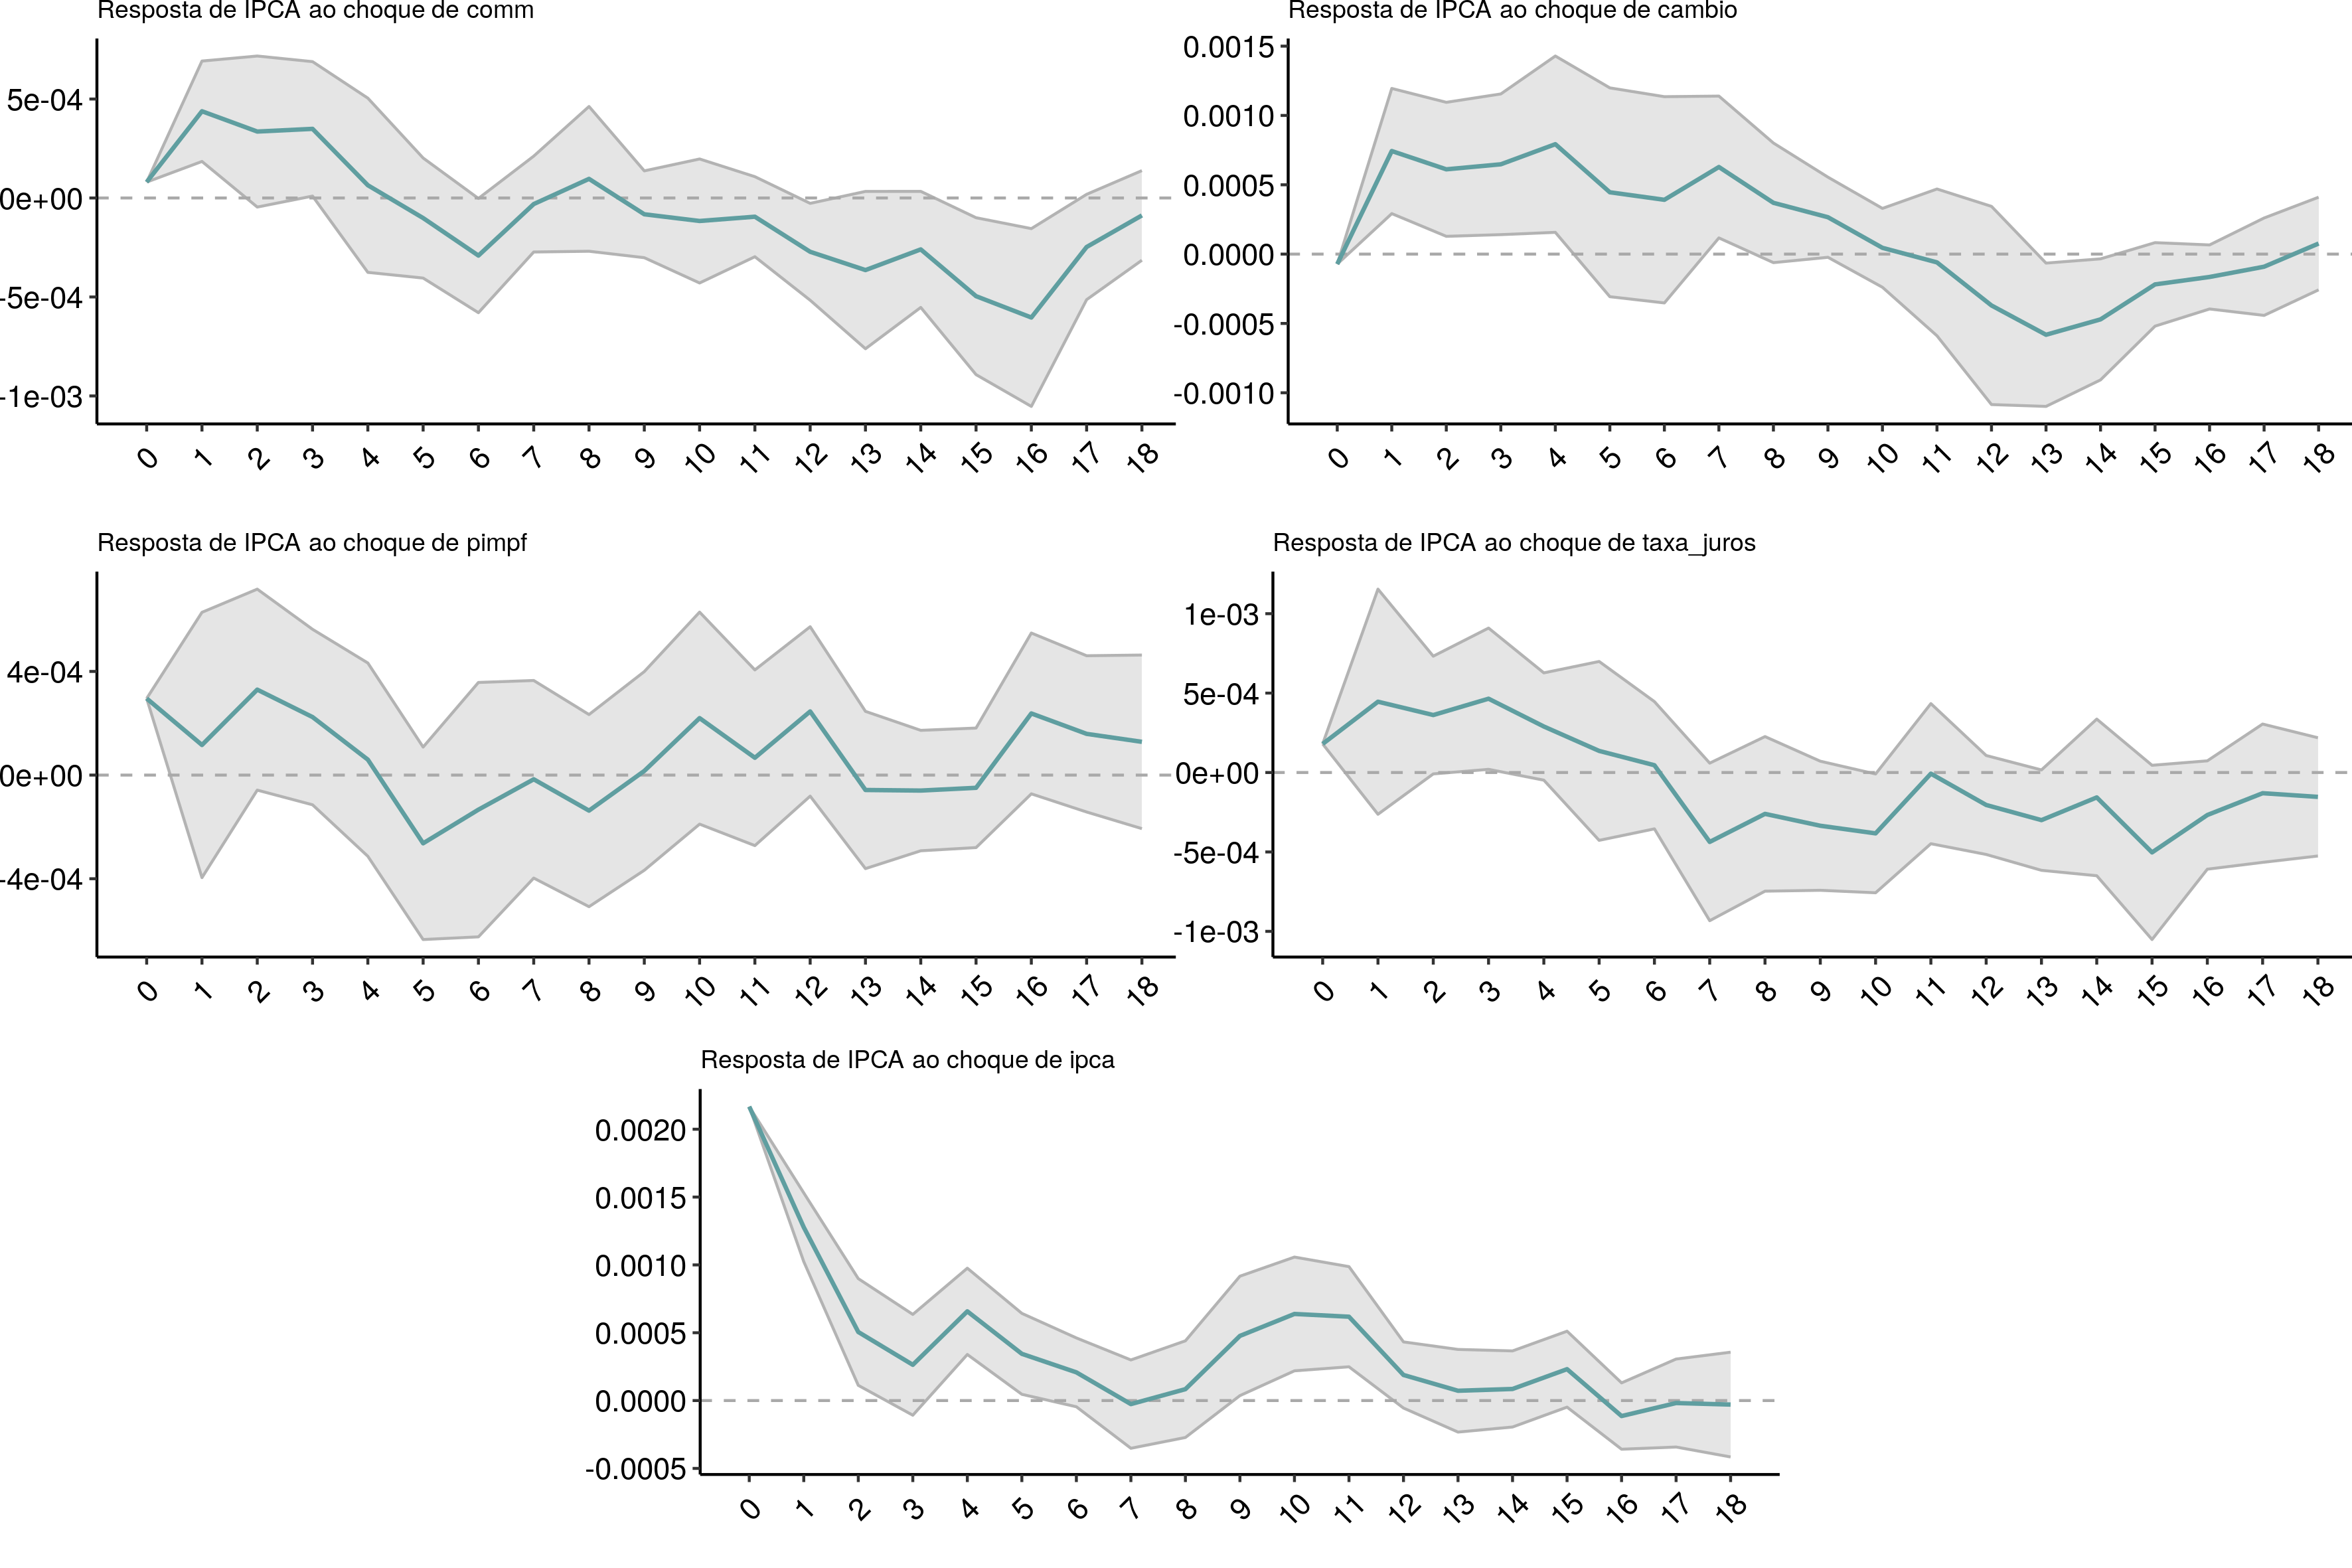 Resposta de IPCA ao choque de comm
5e-04
0e+00
-5e-04
-1e-03
0 1 2 3 4 5 6 7 8 9 10 11 12 13 14 15 16 17 18
Resposta de IPCA ao choque de cambio
0.0015
0.0010
0.0005
0.0000
-0.0005
-0.0010
0 1 2 3 4 5 6 7 8 9 10 11 12 13 14 15 16 17 18
Resposta de IPCA ao choque de pimpf
4e-04
0e+00
-4e-04
0 1 2 3 4 5 6 7 8 9 10 11 12 13 14 15 16 17 18
Resposta de IPCA ao choque de taxa_juros
1e-03
5e-04
0e+00
-5e-04
-1e-03
0 1 2 3 4 5 6 7 8 9 10 11 12 13 14 15 16 17 18
Resposta de IPCA ao choque de ipca
0.0020
0.0015
0.0010
0.0005
0.0000
-0.0005
0 1 2 3 4 5 6 7 8 9 10 11 12 13 14 15 16 17 18